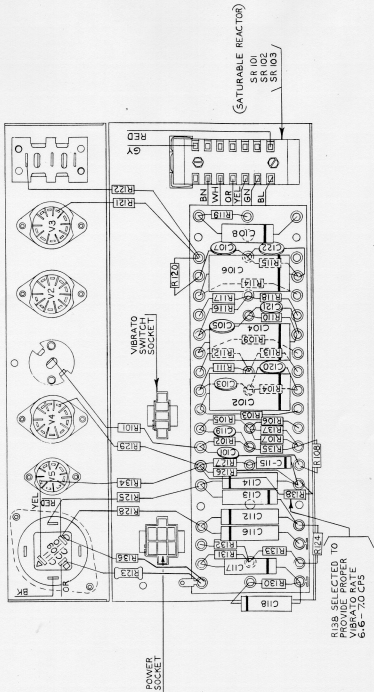 (SATURABLE REACTOR)
SR 101
SR 102
SR 103
RED
GY
BN
WH
OR
YEL
GN
BL
R122
R121
V3
V2
V4
V5
R119
C108
C107
C122
R120
R115
C106
R114
R117
R118
R116
C121
R110
C105
C104
R109
R112
R113
R111
C120
C103
R104
C102
R103
VIBRATO
SWITCH
SOCKET
R101
R129
R105
R106
C119
R137
R102
R107
C101
R135
R108
R127
C-115
R126
R134
R125
YEL
RED
R128
R136
R123
BK
OR
C114
R138
C113
C112
C116
R132
R131
R133
C117
R124
R130
C118
POWER
SOCKET
R138 SELECTED TO
PROVIDE PROPER
VIBRATO RATE
6.6-7.0 CPS